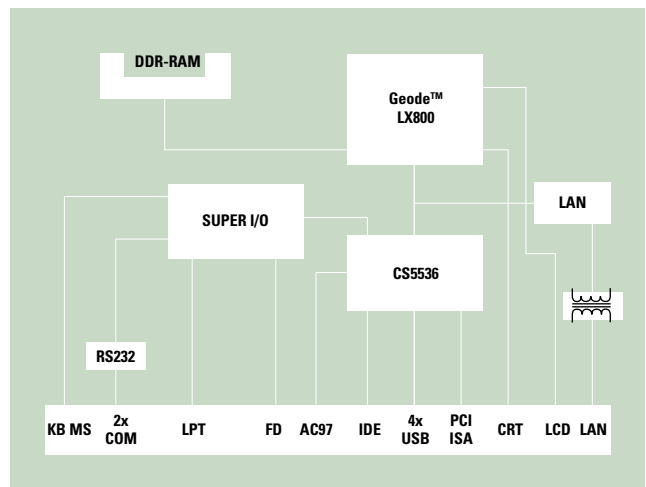 DDR-RAM
Geode™
LX800
LAN
SUPER I/O
CS5536
RS232
KB MS
2x
COM
LPT
FD
AC97
IDE
4x
USB
PCI
ISA
CRT
LCD
LAN